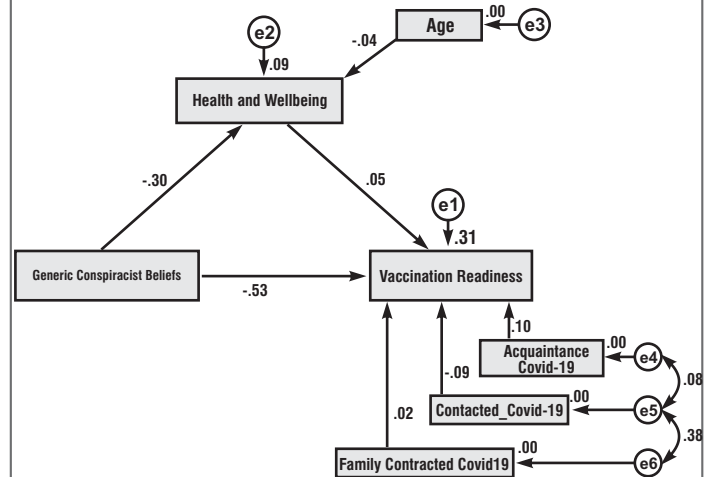 e2
.09
-.04
Age
.00
e3
Health and Wellbeing
-.30
.05
e1
.31
Generic Conspiracist Beliefs
-.53
Vaccination Readiness
.10
Acquaintance
Covid-19
.00
e4
.08
-.09
Contacted_Covid-19
.00
e5
.38
.02
Family Contracted Covid19
.00
e6